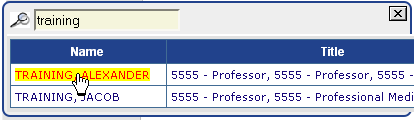 training
Name Title
TRAINING, ALEXANDER 5555 - Professor, 5555 - Professor, 5555 -
TRAINING, JACOB 5555 - Professor, 5555 - Professional Medi